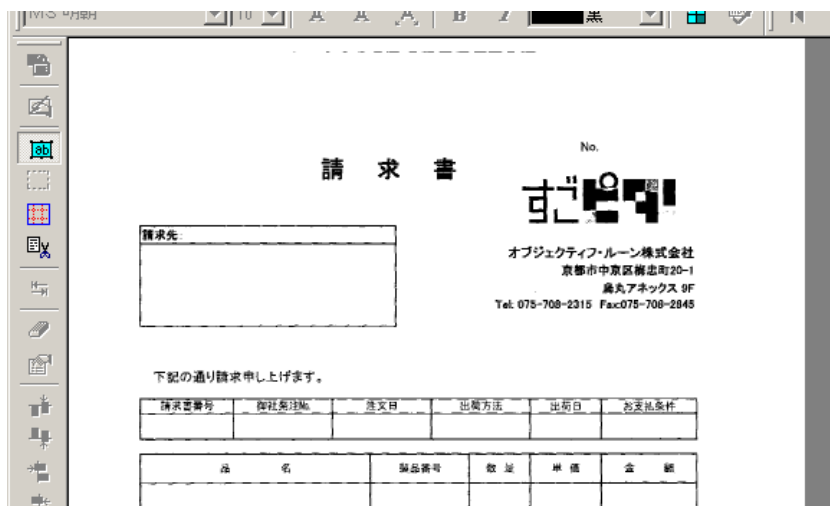 10
B
I
黒
No.
請 求 書
すごピタ!
請求先:
オブジェクティフ・ルーン株式会社
京都市中京区梅忠町20-1
烏丸アネックス 9F
Tel: 075-708-2315 Fax:075-708-2845
下記の通り請求申し上げます。
請求書番号 御社発注No. 注文日 出荷方法 出荷日 お支払条件
品 名 製品番号 数 量 単 価 金 額